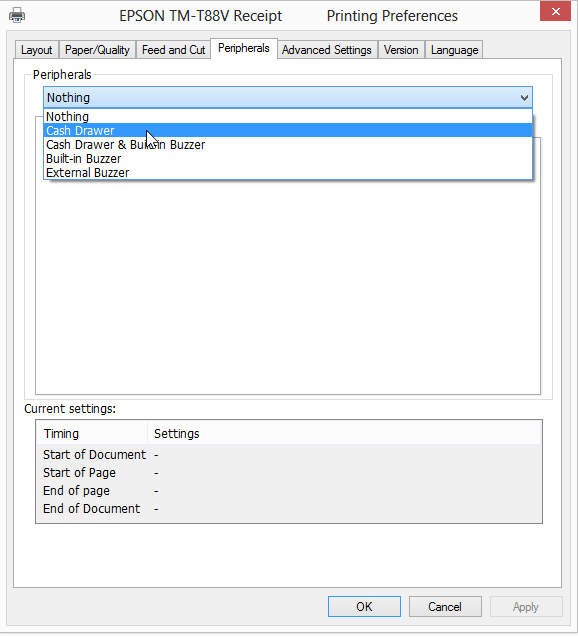 EPSON TM-T88V Receipt Printing Preferences
Layout Paper/Quality Feed and Cut Peripherals Advanced Settings Version Language
Peripherals
Nothing
Nothing
Cash Drawer
Cash Drawer & Built-in Buzzer
Built-in Buzzer
External Buzzer
Current settings:
Timing Settings
Start of Document -
Start of Page -
End of page -
End of Document -
OK Cancel Apply